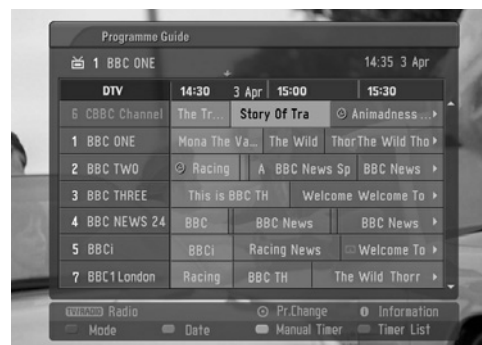 Programme Guide
1 BBC ONE 14:35 3 Apr
DTV 14:30 3 Apr 15:00 15:30
6 CBBC Channel The Tr... Story Of Tra Animadness ...
1 BBC ONE Mona The Va... The Wild Thor The Wild Tho
2 BBC TWO Racing A BBC News Sp BBC News
3 BBC THREE This is BBC TH Welcome Welcome To
4 BBC NEWS 24 BBC BBC News BBC News
5 BBCi BBCi Racing News Welcome To
7 BBC1 London Racing BBC TH The Wild Thorr
TV/RADIO Radio Pr.Change i Information
Mode Date Manual Timer Timer List